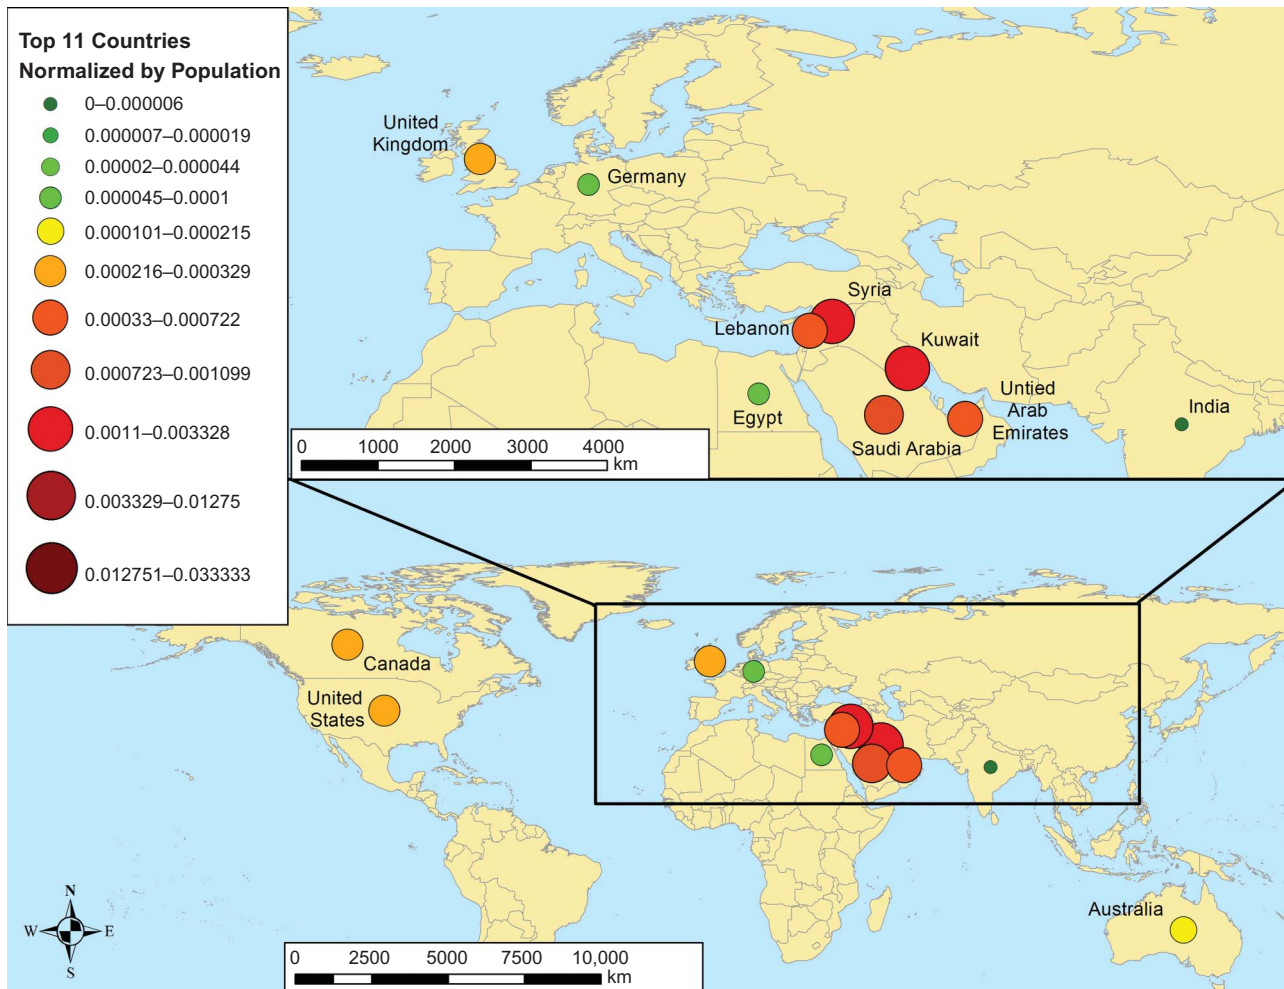 Top 11 Countries
Normalized by Population
0–0.000006
0.000007–0.000019
0.00002–0.000044
0.000045–0.0001
0.000101–0.000215
0.000216–0.000329
0.00033–0.000722
0.000723–0.001099
0.0011–0.003328
0.003329–0.01275
0.012751–0.033333
United
Kingdom
Germany
Syria
Lebanon
Kuwait
Egypt
Saudi Arabia
Untied
Arab
Emirates
India
0 1000 2000 3000 4000
km
Canada
United
States
Australia
N
W E
S
0 2500 5000 7500 10,000
km